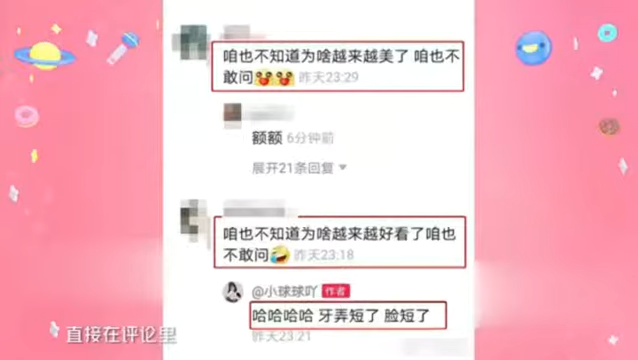 咱也不知道为啥越来越美了 咱也不
敢问 昨天23:29
额额 6分钟前
展开21条回复
咱也不知道为啥越来越好看了咱也
不敢问 昨天23:18
@小球球吖 作者
哈哈哈哈 牙弄短了 脸短了
昨天23:21
直接在评论里